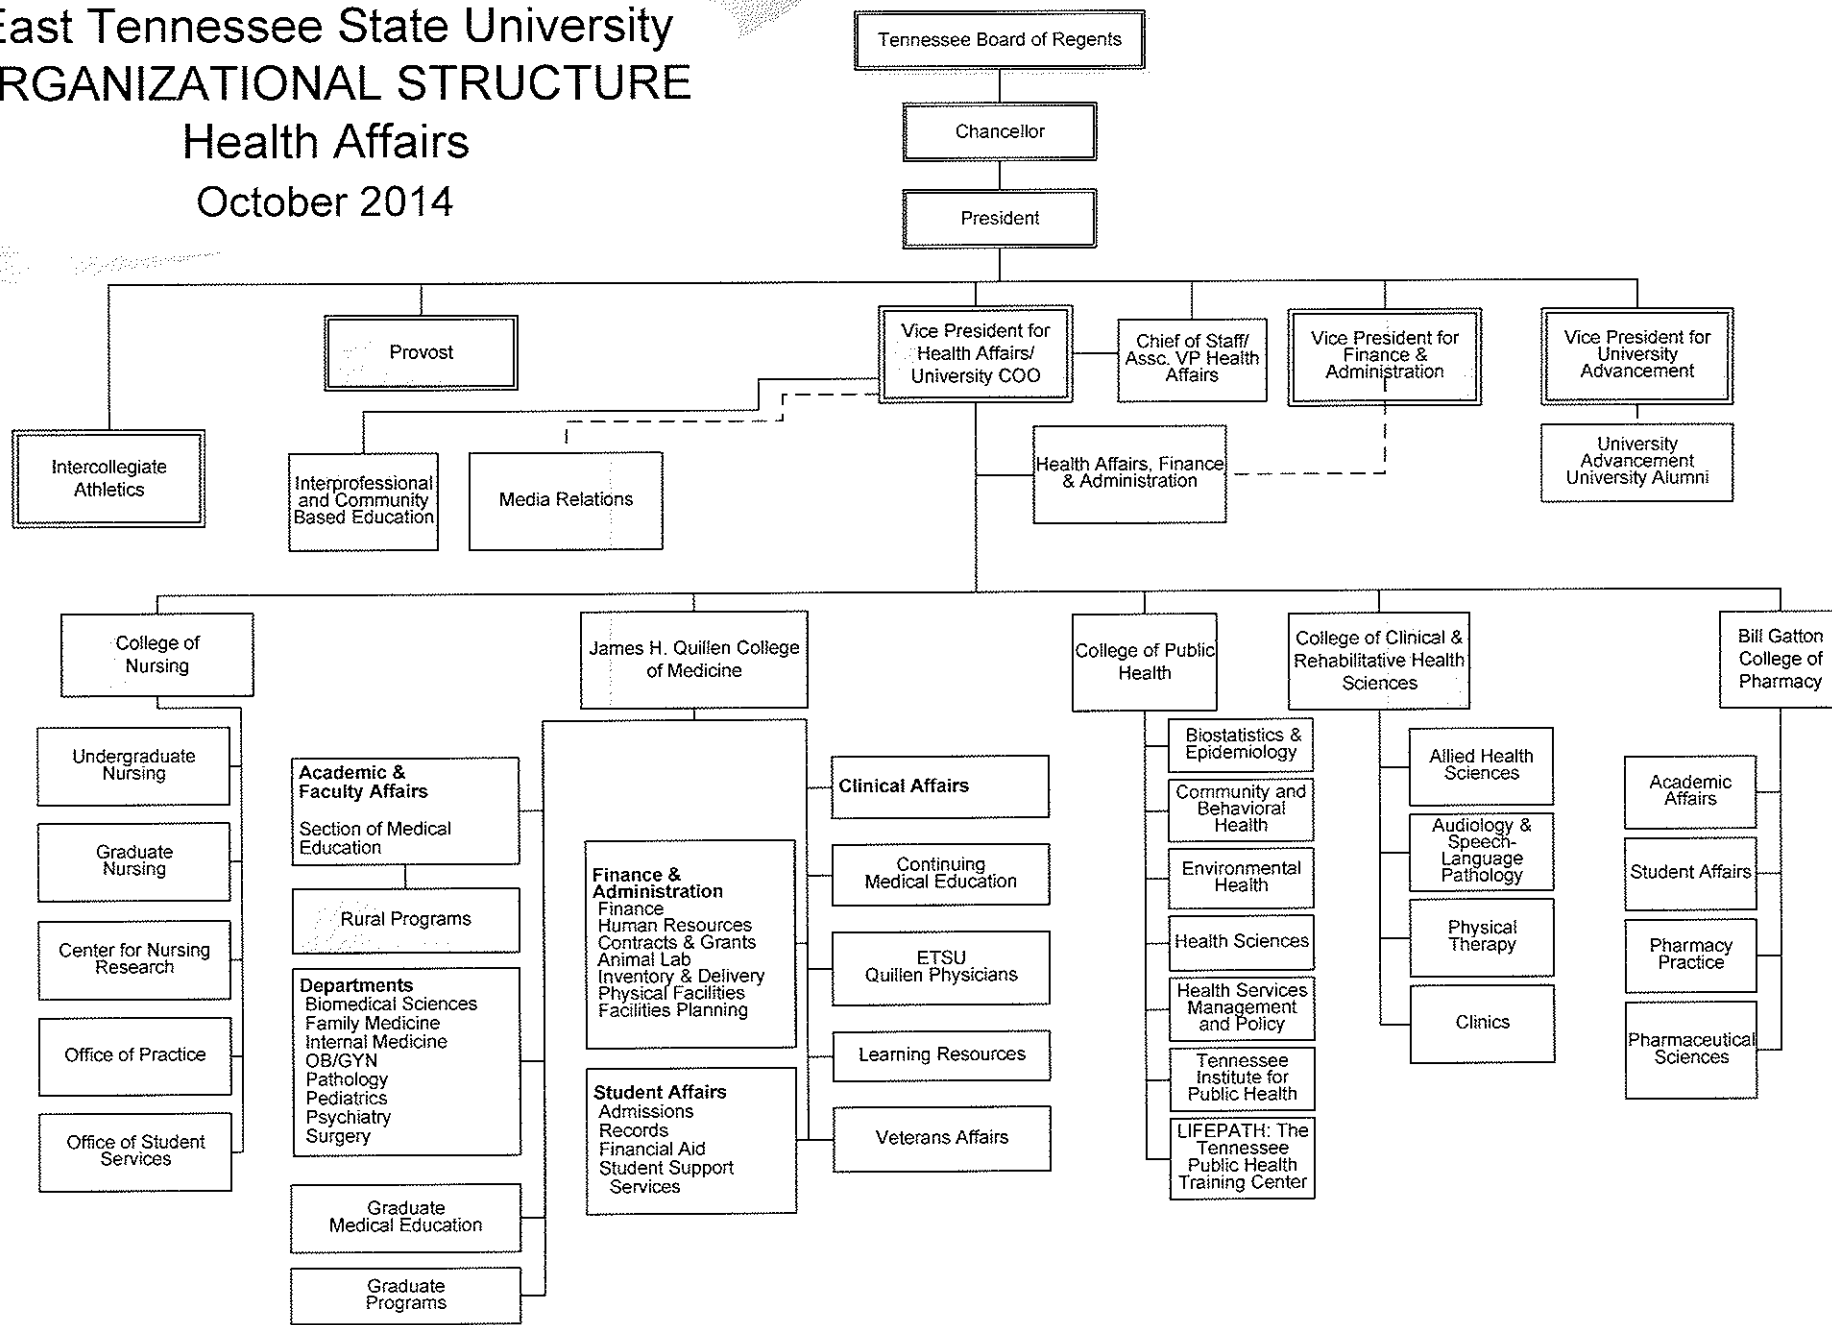 East Tennessee State University
RGANIZATIONAL STRUCTURE
Health Affairs
October 2014
Tennessee Board of Regents
Chancellor
President
Provost
Vice President for
Health Affairs/
University COO
Chief of Staff/
Assc. VP Health
Affairs
Vice President for
Finance &
Administration
Vice President for
University
Advancement
Intercollegiate
Athletics
Interprofessional
and Community
Based Education
Media Relations
Health Affairs, Finance
& Administration
University
Advancement
University Alumni
College of
Nursing
James H. Quillen College
of Medicine
College of Public
Health
College of Clinical &
Rehabilitative Health
Sciences
Bill Gatton
College of
Pharmacy
Undergraduate
Nursing
Graduate
Nursing
Center for Nursing
Research
Office of Practice
Office of Student
Services
Academic &
Faculty Affairs
Section of Medical
Education
Rural Programs
Departments
Biomedical Sciences
Family Medicine
Internal Medicine
OB/GYN
Pathology
Pediatrics
Psychiatry
Surgery
Graduate
Medical Education
Graduate
Programs
Finance &
Administration
Finance
Human Resources
Contracts & Grants
Animal Lab
Inventory & Delivery
Physical Facilities
Facilities Planning
Student Affairs
Admissions
Records
Financial Aid
Student Support
Services
Clinical Affairs
Continuing
Medical Education
ETSU
Quillen Physicians
Learning Resources
Veterans Affairs
Biostatistics &
Epidemiology
Community and
Behavioral
Health
Environmental
Health
Health Sciences
Health Services
Management
and Policy
Tennessee
Institute for
Public Health
LIFEPATH: The
Tennessee
Public Health
Training Center
Allied Health
Sciences
Audiology &
Speech-
Language
Pathology
Physical
Therapy
Clinics
Academic
Affairs
Student Affairs
Pharmacy
Practice
Pharmaceutical
Sciences